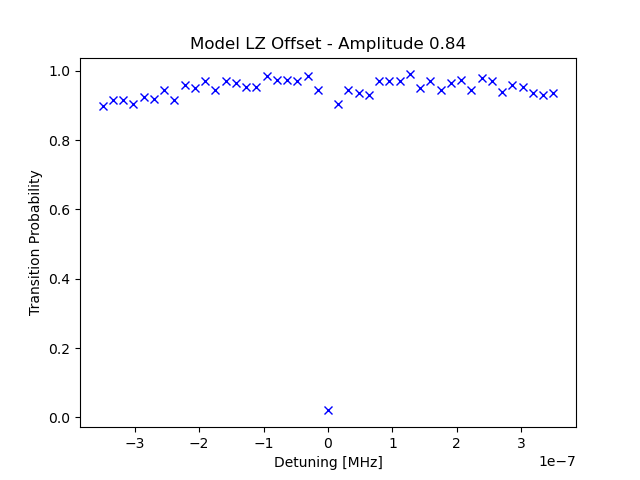 Model LZ Offset - Amplitude 0.84
Transition Probability
1.0
0.8
0.6
0.4
0.2
0.0
−3 −2 −1 0 1 2 3
1e−7
Detuning [MHz]